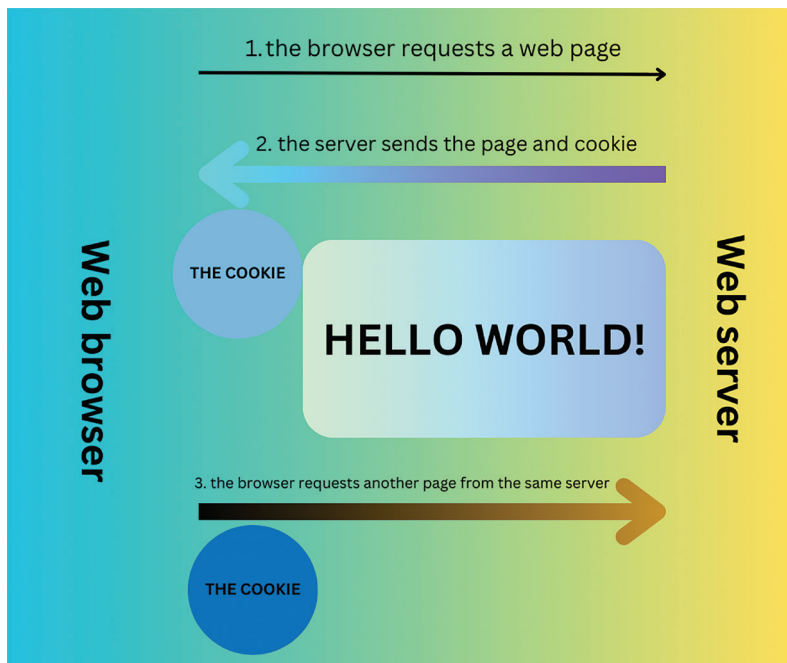 1.the browser requests a web page
2. the server sends the page and cookie
THE COOKIE
HELLO WORLD!
Web browser
Web server
3. the browser requests another page from the same server
THE COOKIE